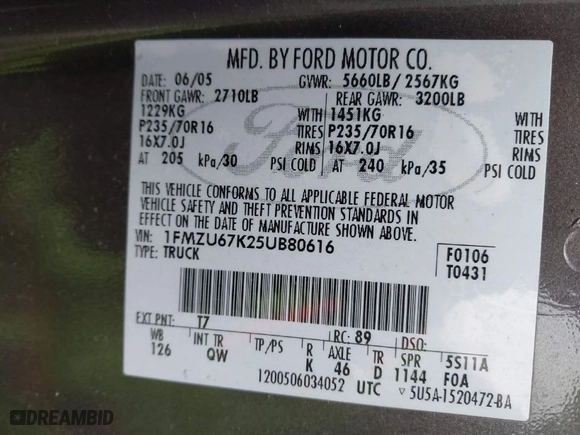 MFD. BY FORD MOTOR CO.
DATE 06/05 GVWR: 5660LB/ 2567KG
FRONT GAWR: 2710LB REAR GAWR: 3200LB
1229KG WITH 1451KG WITH
P235/70R16 TIRES P235/70R16 TIRES
16X7.0J RIMS 16X7.0J RIMS
AT 205 kPa/30 PSI COLD AT 240 kPa/35 PSI COLD
THIS VEHICLE CONFORMS TO ALL APPLICABLE FEDERAL MOTOR
VEHICLE SAFETY AND THEFT PREVENTION STANDARDS IN
EFFECT ON THE DATE OF MANUFACTURE SHOWN ABOVE.
VIN: 1FMZU67K25UB80616
TYPE: TRUCK
F0106
T0431
EXT PNT: T7 RC: 89 DSO:
WB INT TR TP/PS R AXLE TR SPR 5S11A
126 QW K 46 D 1144 F0A
1200506034052 UTC ▽ 5U5A-1520472-BA
Ford
DREAMBID